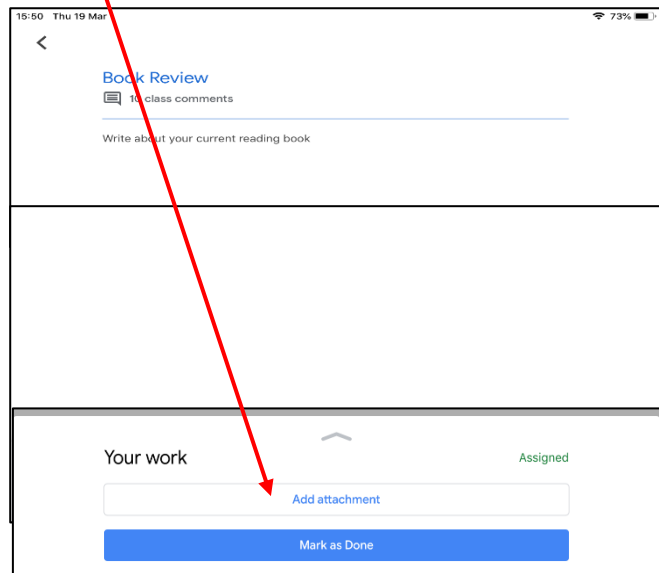 15:50 Thu 19 Mar 73%
Book Review
10 class comments
Write about your current reading book
Your work Assigned
Add attachment
Mark as Done